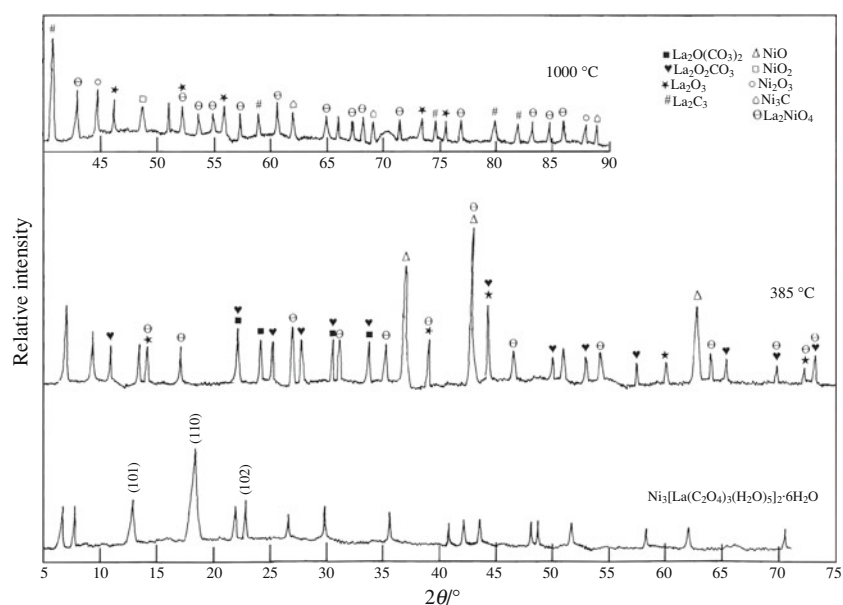 #
1000 °C
■ La₂O(CO₃)₂
♥ La₂O₂CO₃
★ La₂O₃
# La₂C₃
△ NiO
□ NiO₂
○ Ni₂O₃
⌂ Ni₃C
⊖ La₂NiO₄
45 50 55 60 65 70 75 80 85 90
Relative intensity
385 °C
(101)
(110)
(102)
Ni₃[La(C₂O₄)₃(H₂O)₅]₂·6H₂O
5 10 15 20 25 30 35 40 45 50 55 60 65 70 75
2θ/°